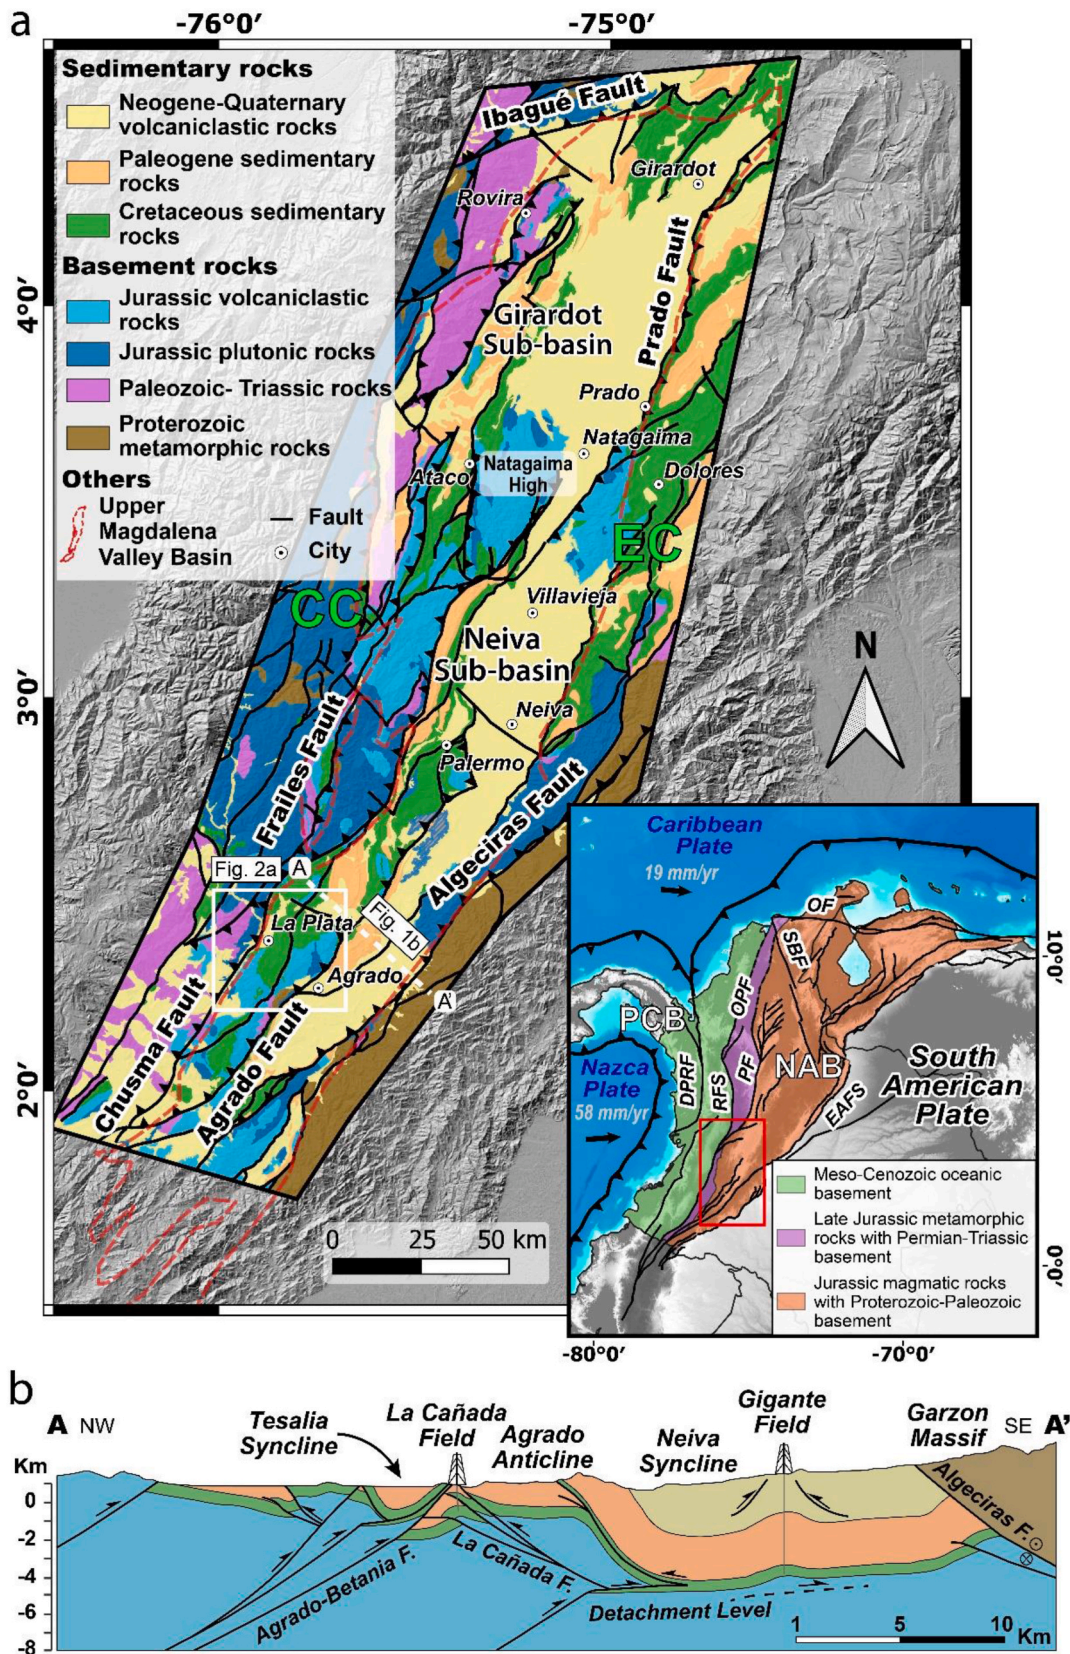 a
-76°0′
-75°0′
Sedimentary rocks
Neogene-Quaternary
volcaniclastic rocks
Paleogene sedimentary
rocks
Cretaceous sedimentary
rocks
Basement rocks
Jurassic volcaniclastic
rocks
Jurassic plutonic rocks
Paleozoic- Triassic rocks
Proterozoic
metamorphic rocks
Others
Upper
Magdalena
Valley Basin
Fault
City
4°0′
3°0′
2°0′
Ibagué Fault
Girardot
Rovira
Prado Fault
Girardot
Sub-basin
Prado
Natagaima
Ataco
Natagaima
High
Dolores
EC
CC
Villavieja
Neiva
Sub-basin
Neiva
Palermo
Frailes Fault
Algeciras Fault
Fig. 2a
A
La Plata
Fig. 1b
Agrado
A'
Chusma Fault
Agrado Fault
N
0 25 50 km
Caribbean
Plate
19 mm/yr
OF
SBF
10°0′
OPF
PCB
DPRF
RFS
PF
NAB
EAFS
Nazca
Plate
58 mm/yr
South
American
Plate
Meso-Cenozoic oceanic
basement
Late Jurassic metamorphic
rocks with Permian-Triassic
basement
Jurassic magmatic rocks
with Proterozoic-Paleozoic
basement
0°0′
-80°0′
-70°0′
b
A NW
Tesalia
Syncline
La Cañada
Field
Agrado
Anticline
Neiva
Syncline
Gigante
Field
Garzon
Massif
SE A'
Km
0
-2
-4
-6
-8
Agrado-Betania F.
La Cañada F.
Detachment Level
Algeciras F.
1 5 10 Km